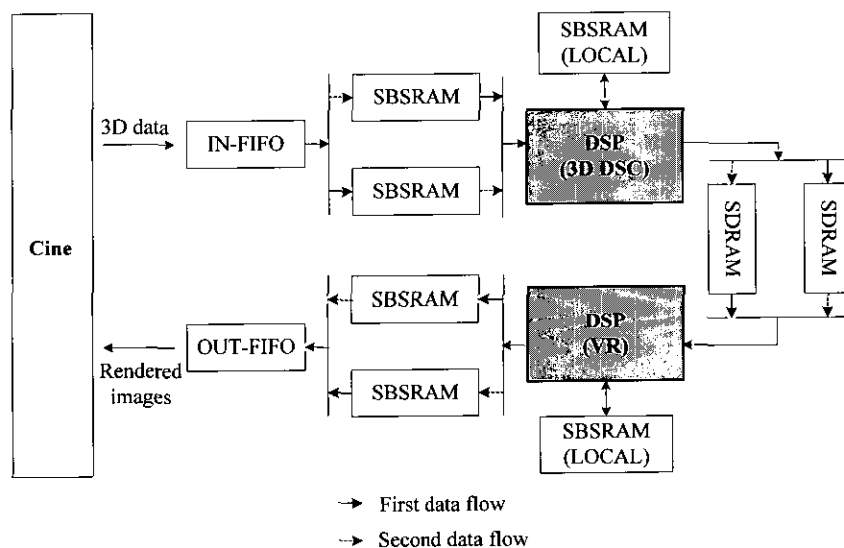 SBSRAM
(LOCAL)
3D data
IN-FIFO
SBSRAM
SBSRAM
DSP
(3D DSC)
SDRAM
SDRAM
Cine
SBSRAM
SBSRAM
DSP
(VR)
OUT-FIFO
Rendered
images
SBSRAM
(LOCAL)
First data flow
Second data flow